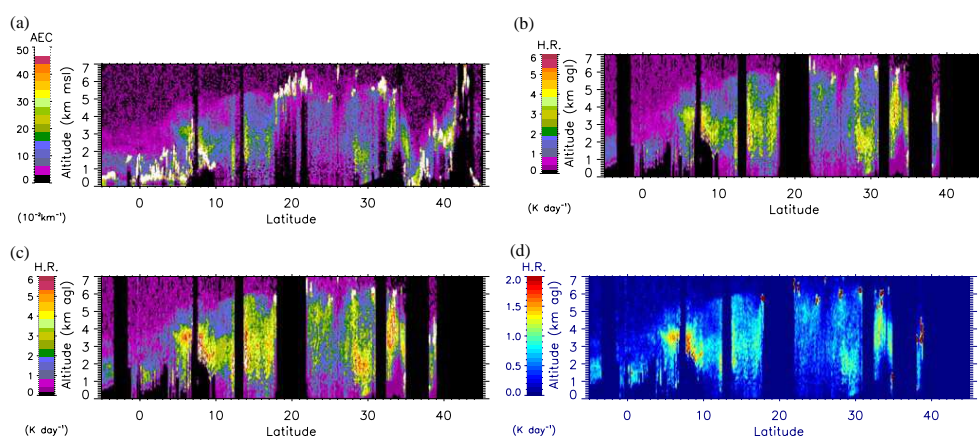 (a)
AEC
50
40
30
20
10
0
(10⁻²km⁻¹)
7
6
5
4
3
2
1
0
Altitude (km msl)
0 10 20 30 40
Latitude
(b)
H.R.
6
5
4
3
2
1
0
(K day⁻¹)
7
6
5
4
3
2
1
0
Altitude (km agl)
0 10 20 30 40
Latitude
(c)
H.R.
6
5
4
3
2
1
0
(K day⁻¹)
7
6
5
4
3
2
1
0
Altitude (km agl)
0 10 20 30 40
Latitude
(d)
H.R.
2.0
1.5
1.0
0.5
0.0
(K day⁻¹)
7
6
5
4
3
2
1
0
Altitude (km agl)
0 10 20 30 40
Latitude